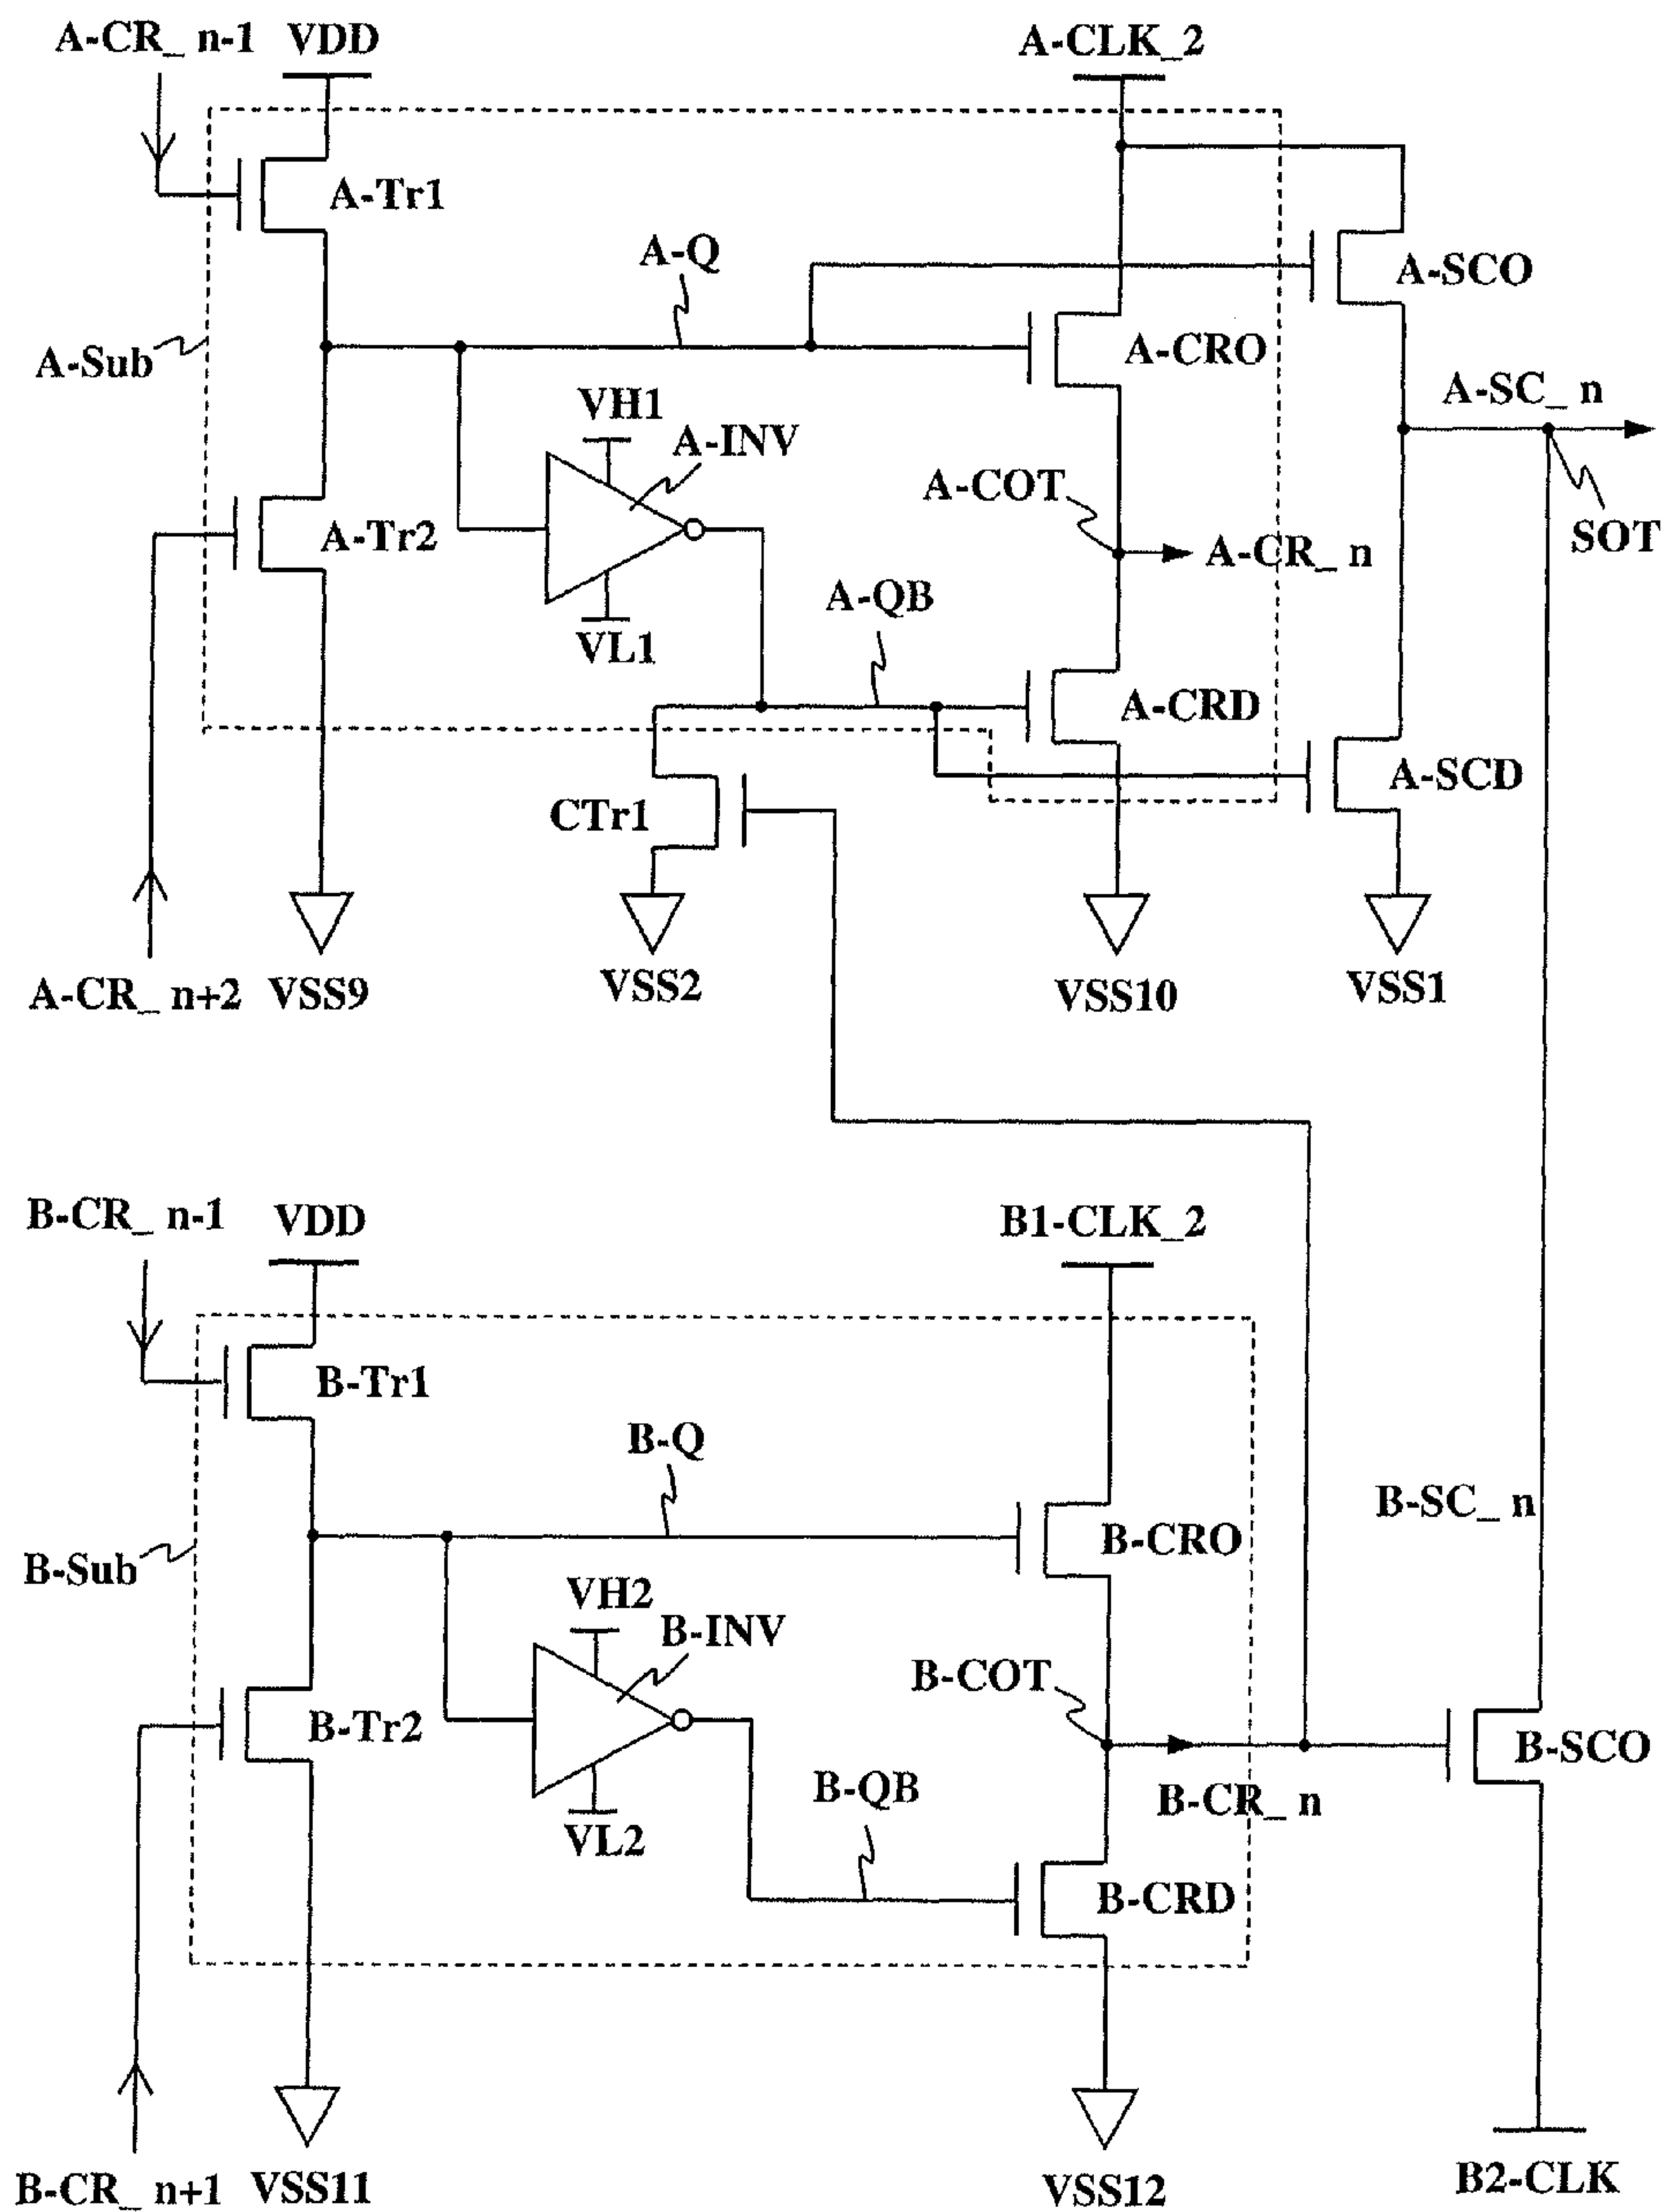 A-CR_ n-1
VDD
A-CLK_2
A-Tr1
A-Q
A-SCO
A-Sub
A-CRO
VH1
A-INV
A-SC_ n
A-COT
A-Tr2
SOT
A-CR_ n
A-QB
VL1
A-CRD
A-SCD
CTr1
A-CR_ n+2
VSS9
VSS2
VSS10
VSS1
B-CR_ n-1
VDD
B1-CLK_2
B-Tr1
B-Q
B-SC_ n
B-CRO
B-Sub
VH2
B-INV
B-COT
B-Tr2
B-SCO
B-QB
B-CR_ n
VL2
B-CRD
B-CR_ n+1
VSS11
VSS12
B2-CLK